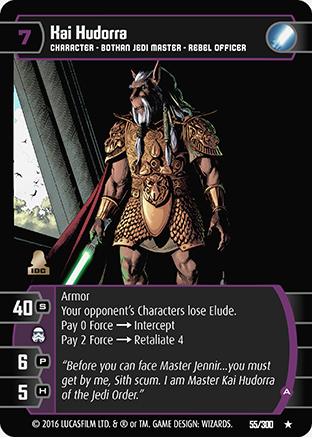 7
Kai Hudorra
CHARACTER - BOTHAN JEDI MASTER - REBEL OFFICER
IDC
40 S
6 P
5 H
Armor
Your opponent's Characters lose Elude.
Pay 0 Force → Intercept
Pay 2 Force → Retaliate 4
"Before you can face Master Jennir...you must
get by me, Sith scum. I am Master Kai Hudorra
of the Jedi Order."
A
© 2016 LUCASFILM LTD. & ® or TM. GAME DESIGN: WIZARDS.
55/300 ★